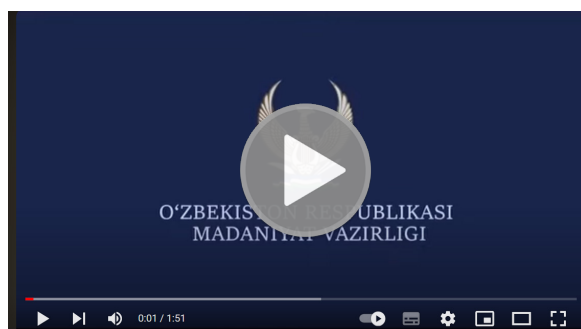 O‘ZBEKISTON RESPUBLIKASI
MADANIYAT VAZIRLIGI
0:01 / 1:51